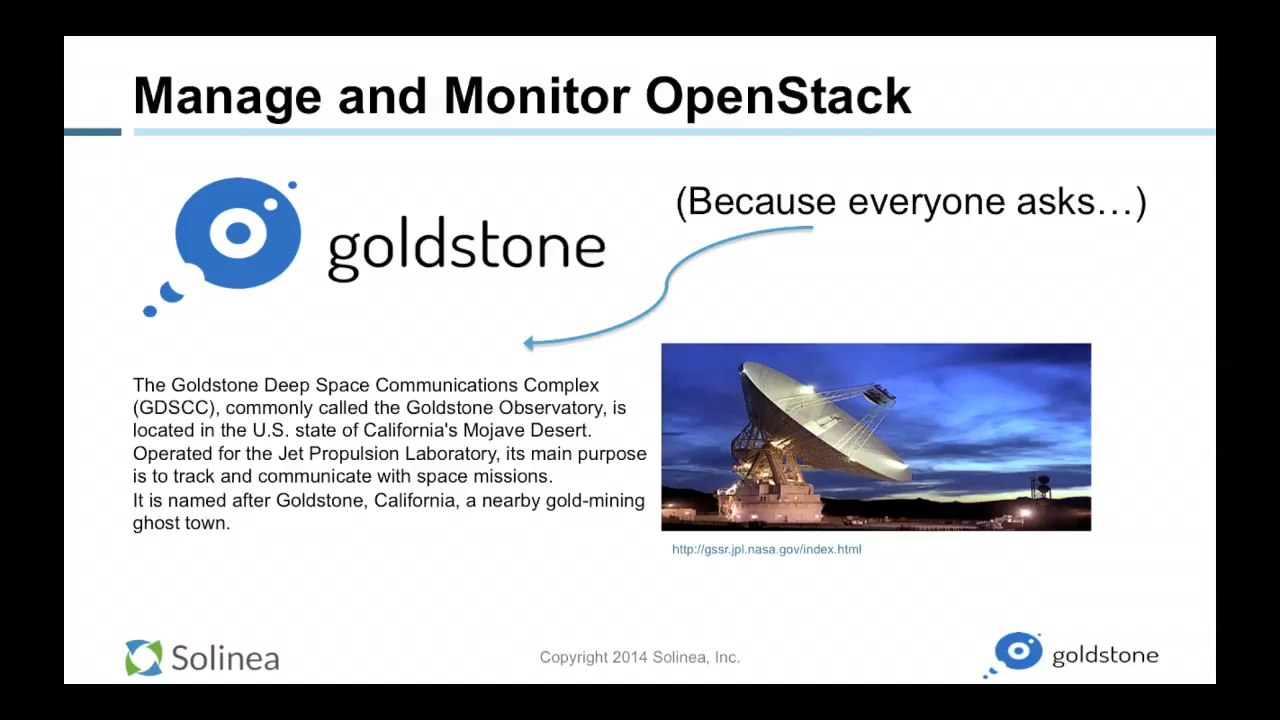 Manage and Monitor OpenStack
goldstone
(Because everyone asks…)
The Goldstone Deep Space Communications Complex
(GDSCC), commonly called the Goldstone Observatory, is
located in the U.S. state of California's Mojave Desert.
Operated for the Jet Propulsion Laboratory, its main purpose
is to track and communicate with space missions.
It is named after Goldstone, California, a nearby gold-mining
ghost town.
http://gssr.jpl.nasa.gov/index.html
Solinea
Copyright 2014 Solinea, Inc.
goldstone